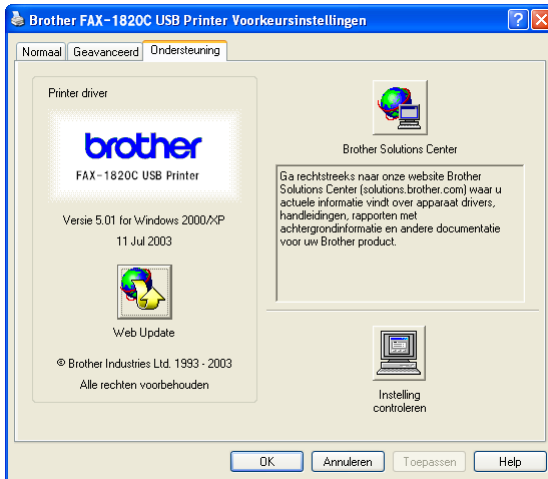 Brother FAX-1820C USB Printer Voorkeursinstellingen
Normaal
Geavanceerd
Ondersteuning
Printer driver
brother
FAX-1820C USB Printer
Versie 5.01 for Windows 2000/XP
11 Jul 2003
Web Update
© Brother Industries Ltd. 1993 - 2003
Alle rechten voorbehouden
Brother Solutions Center
Ga rechtstreeks naar onze website Brother
Solutions Center (solutions.brother.com) waar u
actuele informatie vindt over apparaat drivers,
handleidingen, rapporten met
achtergrondinformatie en andere documentatie
voor uw Brother product.
Instelling
controleren
OK
Annuleren
Toepassen
Help